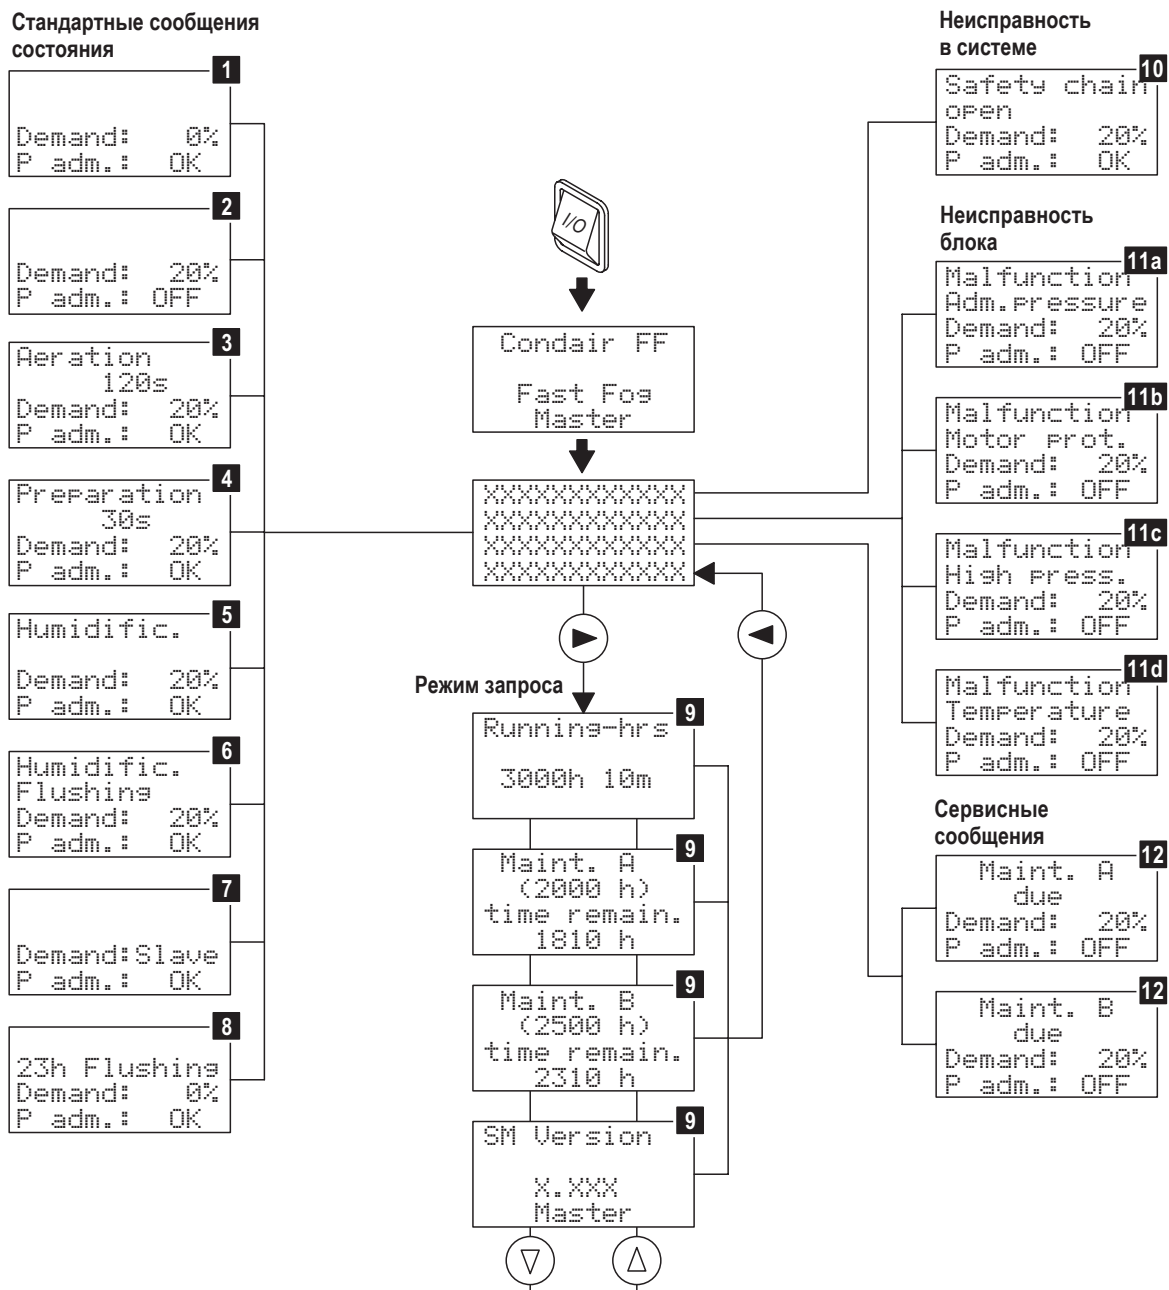 Стандартные сообщения
состояния
1
Demand: 0%
P adm.: OK
2
Demand: 20%
P adm.: OFF
3
Aeration
120s
Demand: 20%
P adm.: OK
4
Preparation
30s
Demand: 20%
P adm.: OK
5
Humidific.
Demand: 20%
P adm.: OK
6
Humidific.
Flushing
Demand: 20%
P adm.: OK
7
Demand:Slave
P adm.: OK
8
23h Flushing
Demand: 0%
P adm.: OK
I/O
Condair FF
Fast Fog
Master
XXXXXXXXXXXX
XXXXXXXXXXXX
XXXXXXXXXXXX
XXXXXXXXXXXX
Режим запроса
9
Running-hrs
3000h 10m
9
Maint. A
(2000 h)
time remain.
1810 h
9
Maint. B
(2500 h)
time remain.
2310 h
9
SM Version
X.XXX
Master
Неисправность
в системе
10
Safety chain
open
Demand: 20%
P adm.: OK
Неисправность
блока
11a
Malfunction
Adm.pressure
Demand: 20%
P adm.: OFF
11b
Malfunction
Motor prot.
Demand: 20%
P adm.: OFF
11c
Malfunction
High press.
Demand: 20%
P adm.: OFF
11d
Malfunction
Temperature
Demand: 20%
P adm.: OFF
Сервисные
сообщения
12
Maint. A
due
Demand: 20%
P adm.: OFF
12
Maint. B
due
Demand: 20%
P adm.: OFF